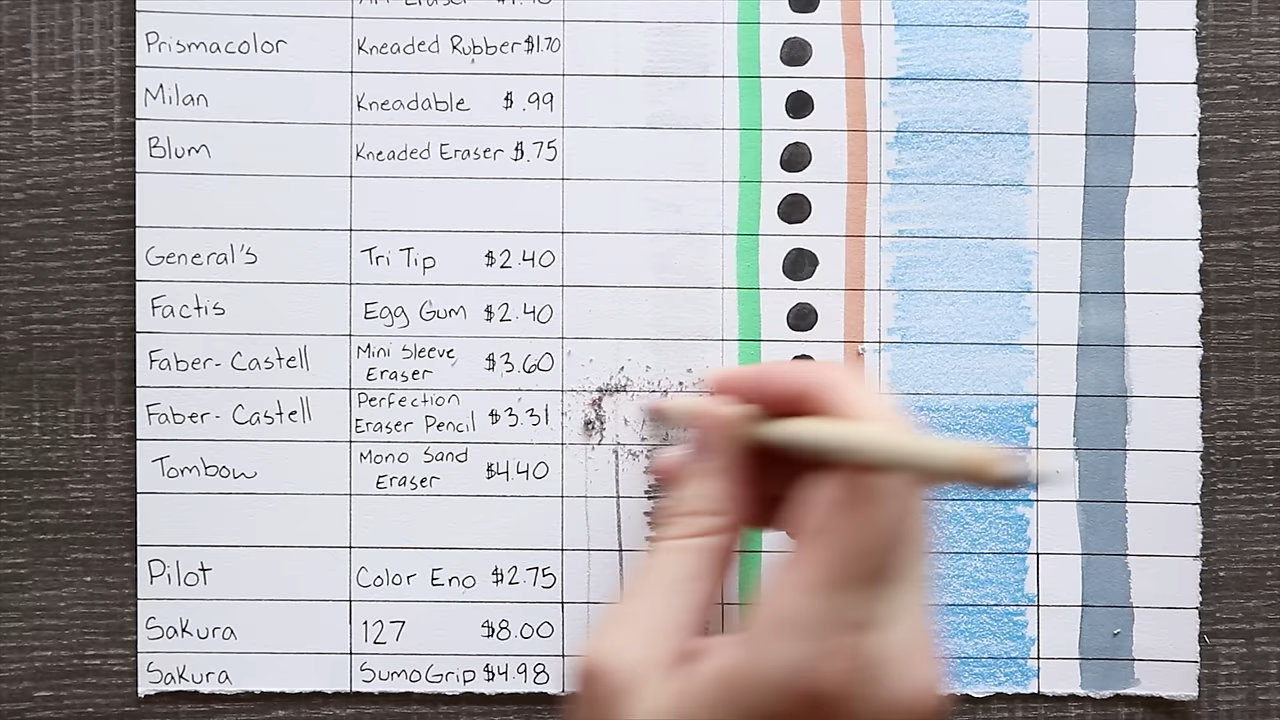 Prismacolor Kneaded Rubber $1.70
Milan Kneadable $.99
Blum Kneaded Eraser $.75
General's Tri Tip $2.40
Factis Egg Gum $2.40
Faber-Castell Mini Sleeve Eraser $3.60
Faber-Castell Perfection Eraser Pencil $3.31
Tombow Mono Sand Eraser $4.40
Pilot Color Eno $2.75
Sakura 127 $8.00
Sakura SumoGrip $4.98